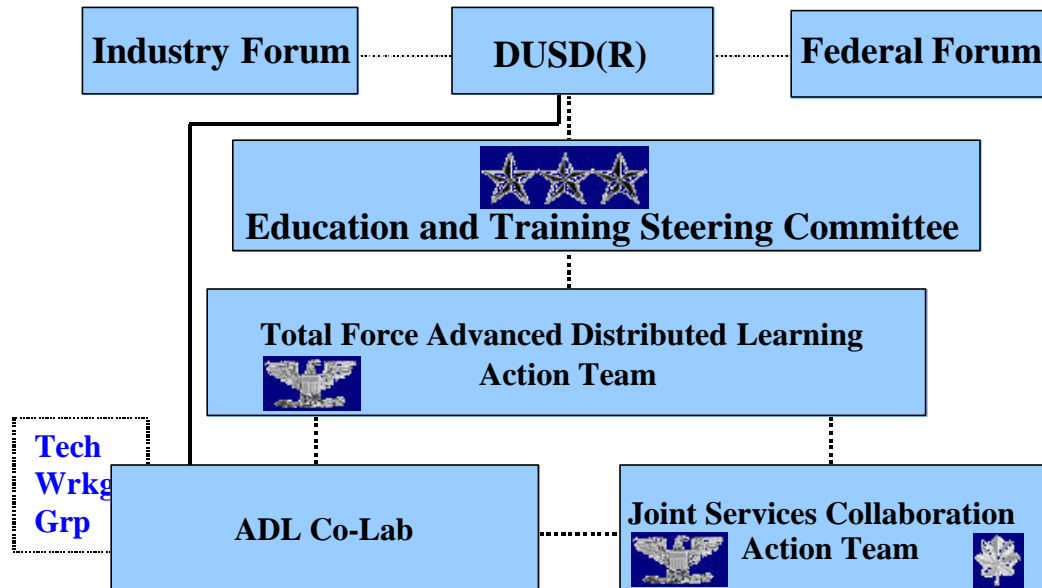 Industry Forum
DUSD(R)
Federal Forum
Education and Training Steering Committee
Total Force Advanced Distributed Learning
Action Team
Tech
Wrkg
Grp
ADL Co-Lab
Joint Services Collaboration
Action Team